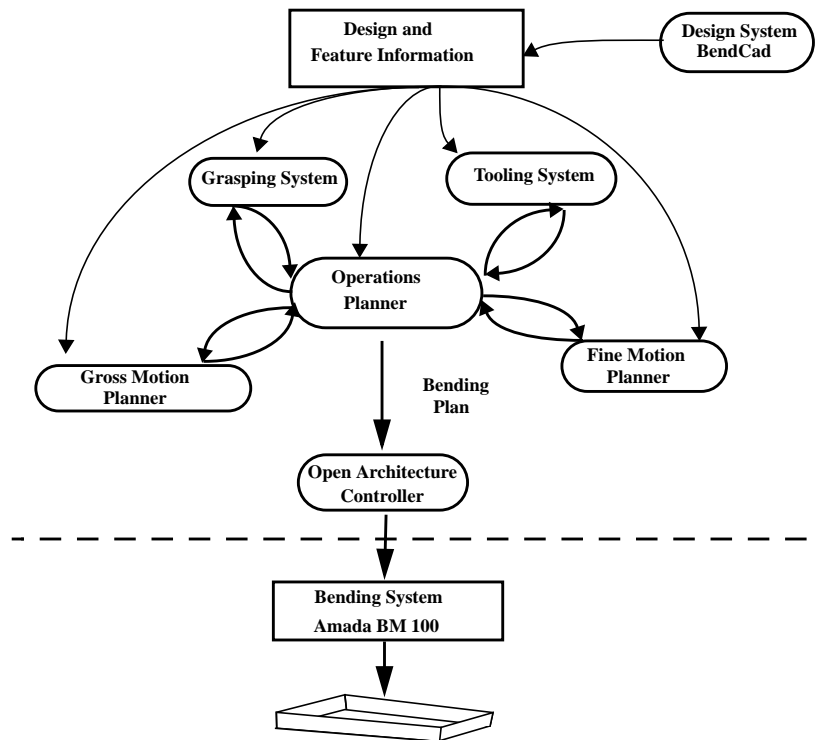 Design and
Feature Information
Design System
BendCad
Grasping System
Tooling System
Operations
Planner
Gross Motion
Planner
Fine Motion
Planner
Bending
Plan
Open Architecture
Controller
Bending System
Amada BM 100